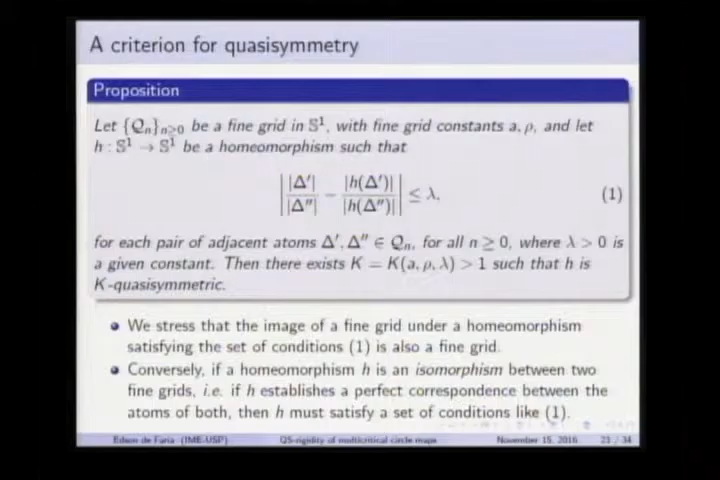 A criterion for quasisymmetry
Proposition
Let {Qₙ}ₙ≥₀ be a fine grid in 𝕊¹, with fine grid constants a, ρ, and let
h : 𝕊¹ → 𝕊¹ be a homeomorphism such that
| |Δ′| / |Δ″| − |h(Δ′)| / |h(Δ″)| | ≤ λ, (1)
for each pair of adjacent atoms Δ′, Δ″ ∈ Qₙ, for all n ≥ 0, where λ > 0 is
a given constant. Then there exists K = K(a, ρ, λ) > 1 such that h is
K-quasisymmetric.
We stress that the image of a fine grid under a homeomorphism
satisfying the set of conditions (1) is also a fine grid.
Conversely, if a homeomorphism h is an isomorphism between two
fine grids, i.e. if h establishes a perfect correspondence between the
atoms of both, then h must satisfy a set of conditions like (1).
Edson de Faria (IME-USP) QS-rigidity of multicritical circle maps November 15, 2016 21 / 34